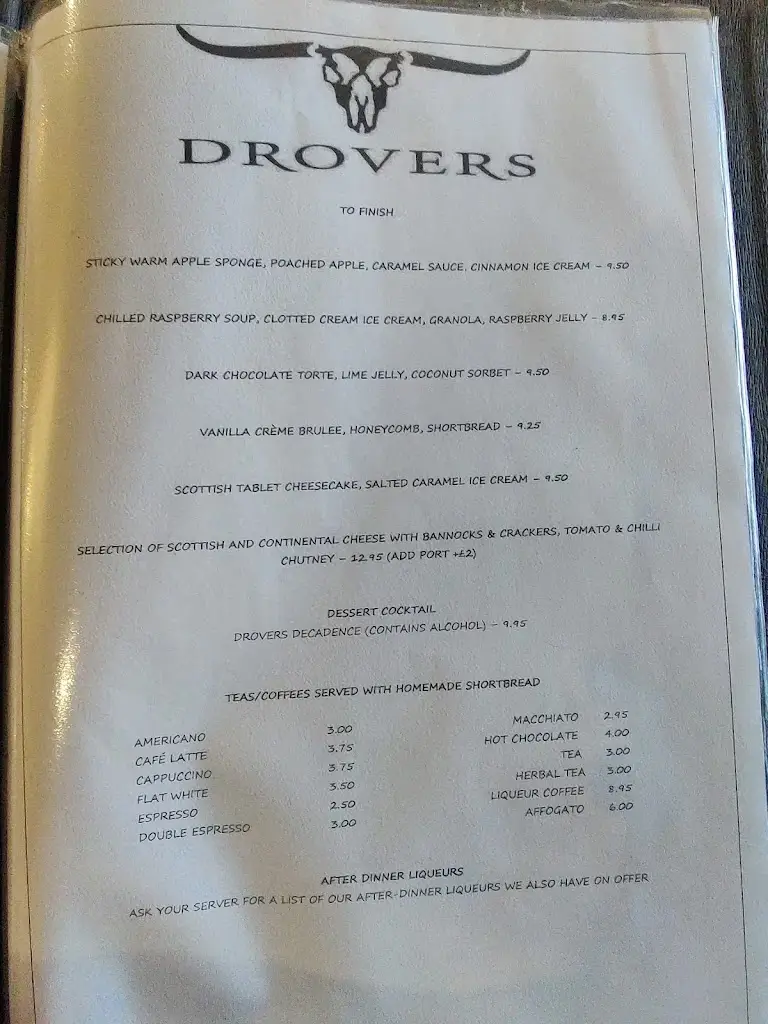 DROVERS
TO FINISH
STICKY WARM APPLE SPONGE, POACHED APPLE, CARAMEL SAUCE, CINNAMON ICE CREAM – 9.50
CHILLED RASPBERRY SOUP, CLOTTED CREAM ICE CREAM, GRANOLA, RASPBERRY JELLY – 8.95
DARK CHOCOLATE TORTE, LIME JELLY, COCONUT SORBET – 9.50
VANILLA CRÈME BRULEE, HONEYCOMB, SHORTBREAD – 9.25
SCOTTISH TABLET CHEESECAKE, SALTED CARAMEL ICE CREAM – 9.50
SELECTION OF SCOTTISH AND CONTINENTAL CHEESE WITH BANNOCKS & CRACKERS, TOMATO & CHILLI
CHUTNEY – 12.95 (ADD PORT +£2)
DESSERT COCKTAIL
DROVERS DECADENCE (CONTAINS ALCOHOL) – 9.95
TEAS/COFFEES SERVED WITH HOMEMADE SHORTBREAD
AMERICANO 3.00
CAFÉ LATTE 3.75
CAPPUCCINO 3.75
FLAT WHITE 3.50
ESPRESSO 2.50
DOUBLE ESPRESSO 3.00
MACCHIATO 2.95
HOT CHOCOLATE 4.00
TEA 3.00
HERBAL TEA 3.00
LIQUEUR COFFEE 8.95
AFFOGATO 6.00
AFTER DINNER LIQUEURS
ASK YOUR SERVER FOR A LIST OF OUR AFTER-DINNER LIQUEURS WE ALSO HAVE ON OFFER